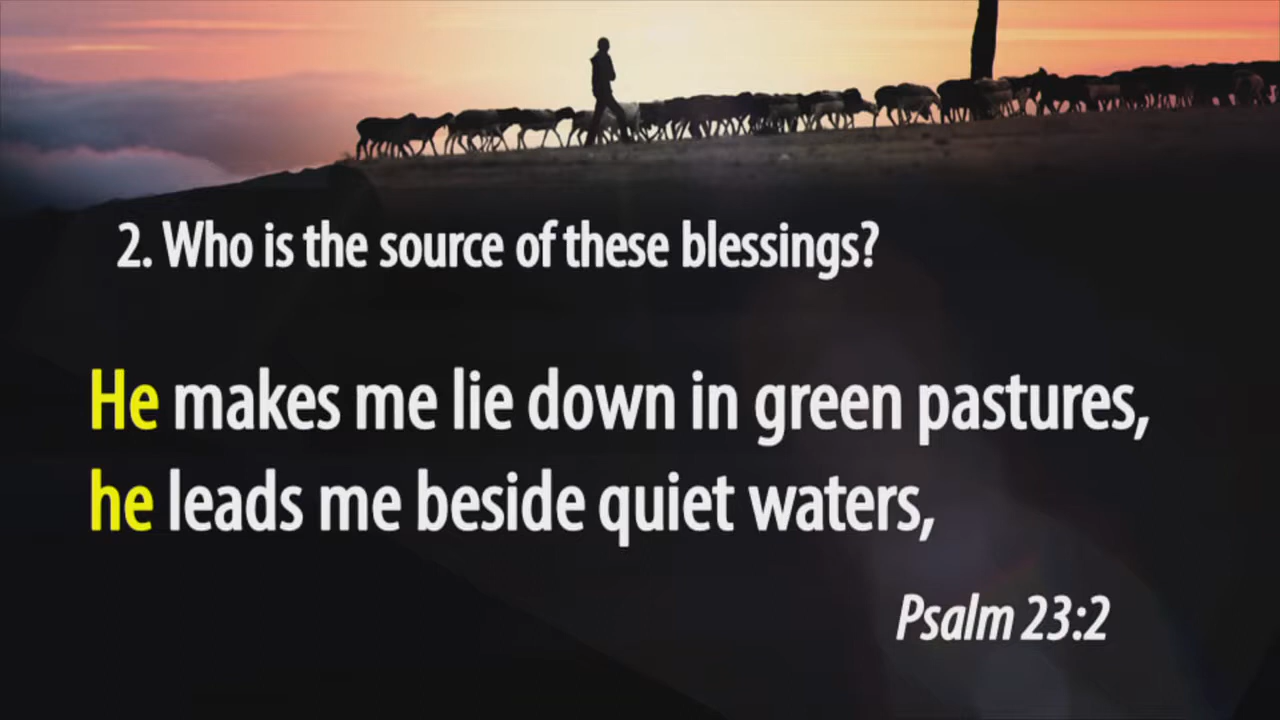 2. Who is the source of these blessings?
He makes me lie down in green pastures,
he leads me beside quiet waters,
Psalm 23:2